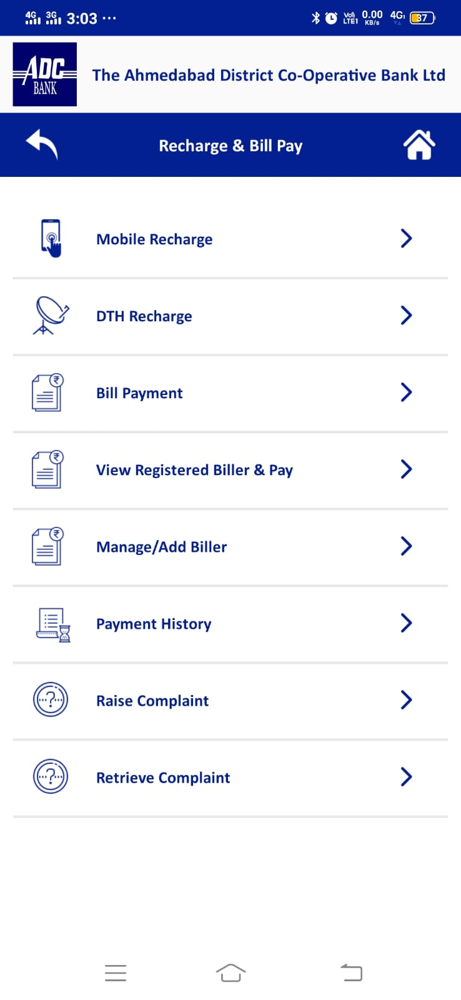 4G 3G 3:03 ... Vo) LTE1 0.00 KB/s 4G1 37
ADC
BANK
The Ahmedabad District Co-Operative Bank Ltd
Recharge & Bill Pay
Mobile Recharge
DTH Recharge
₹
Bill Payment
₹
View Registered Biller & Pay
₹
Manage/Add Biller
Payment History
...?...
Raise Complaint
...?...
Retrieve Complaint